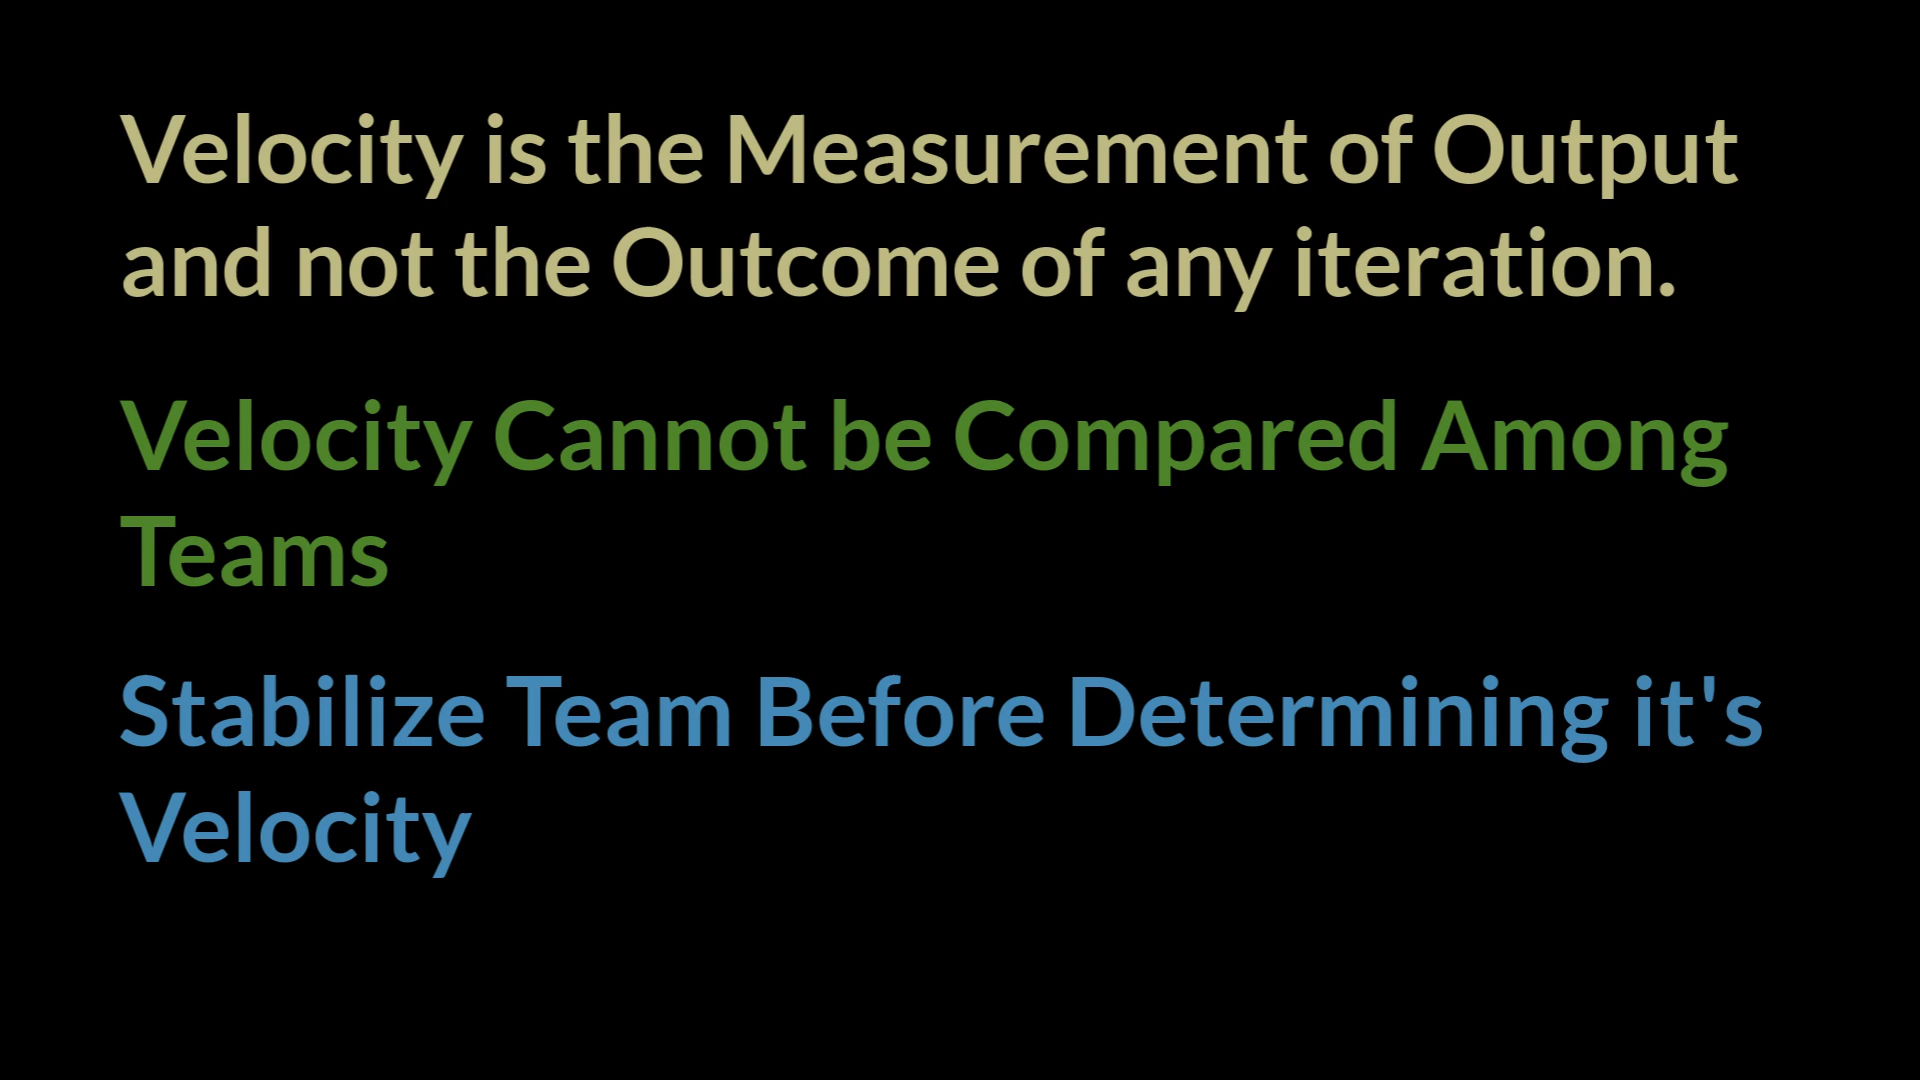 Velocity is the Measurement of Output
and not the Outcome of any iteration.
Velocity Cannot be Compared Among
Teams
Stabilize Team Before Determining it's
Velocity